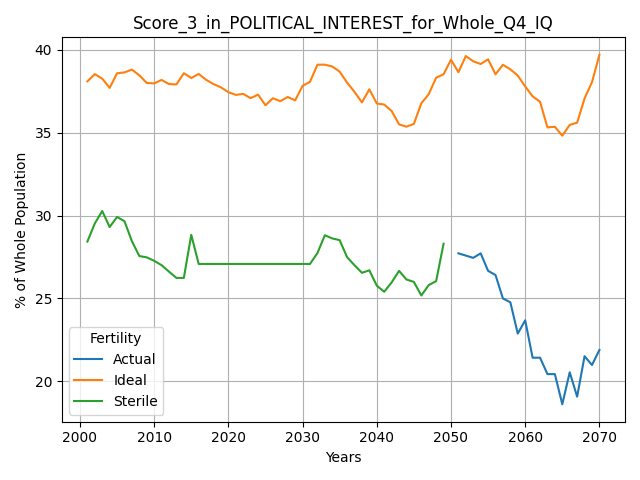 Score_3_in_POLITICAL_INTEREST_for_Whole_Q4_IQ
% of Whole Population
40
35
30
25
20
Fertility
Actual
Ideal
Sterile
2000 2010 2020 2030 2040 2050 2060 2070
Years